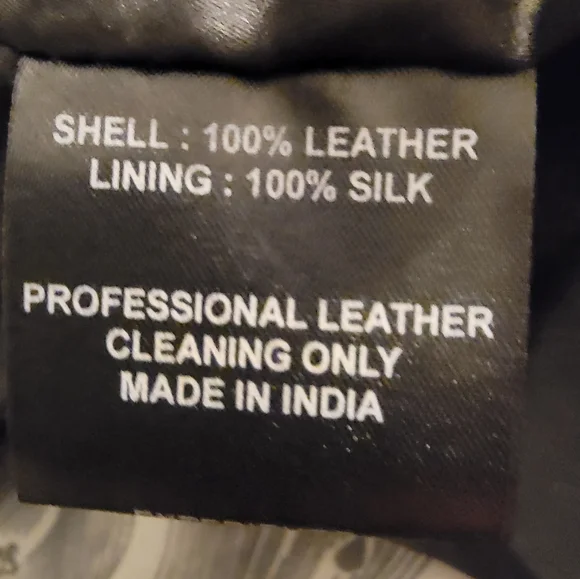 SHELL : 100% LEATHER
LINING : 100% SILK
PROFESSIONAL LEATHER
CLEANING ONLY
MADE IN INDIA